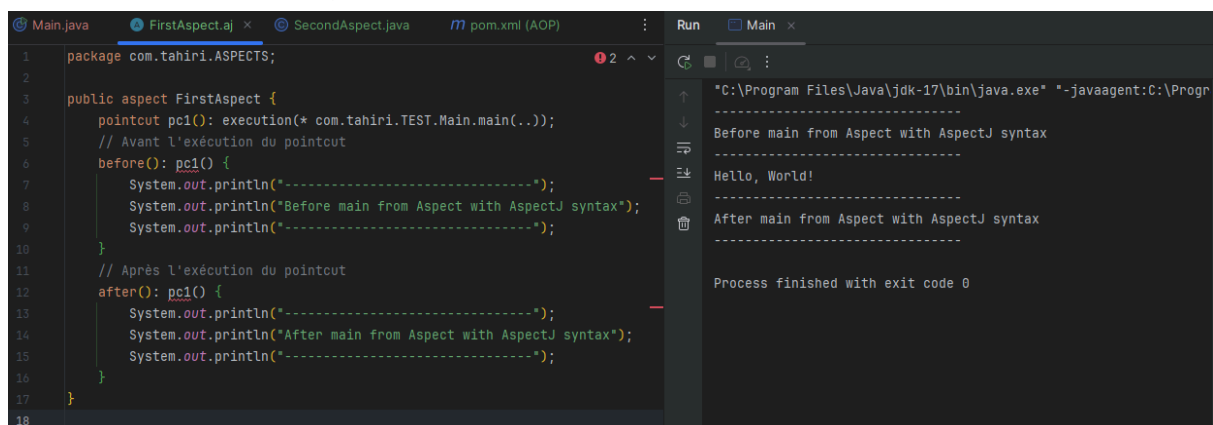 Main.java FirstAspect.aj × SecondAspect.java m pom.xml (AOP)
1 package com.tahiri.ASPECTS; 2
2
3 public aspect FirstAspect {
4 pointcut pc1(): execution(* com.tahiri.TEST.Main.main(..));
5 // Avant l'exécution du pointcut
6 before(): pc1() {
7 System.out.println("--------------------------------");
8 System.out.println("Before main from Aspect with AspectJ syntax");
9 System.out.println("--------------------------------");
10 }
11 // Après l'exécution du pointcut
12 after(): pc1() {
13 System.out.println("--------------------------------");
14 System.out.println("After main from Aspect with AspectJ syntax");
15 System.out.println("--------------------------------");
16 }
17 }
18
Run Main ×
"C:\Program Files\Java\jdk-17\bin\java.exe" "-javaagent:C:\Progr
--------------------------------
Before main from Aspect with AspectJ syntax
--------------------------------
Hello, World!
--------------------------------
After main from Aspect with AspectJ syntax
--------------------------------
Process finished with exit code 0